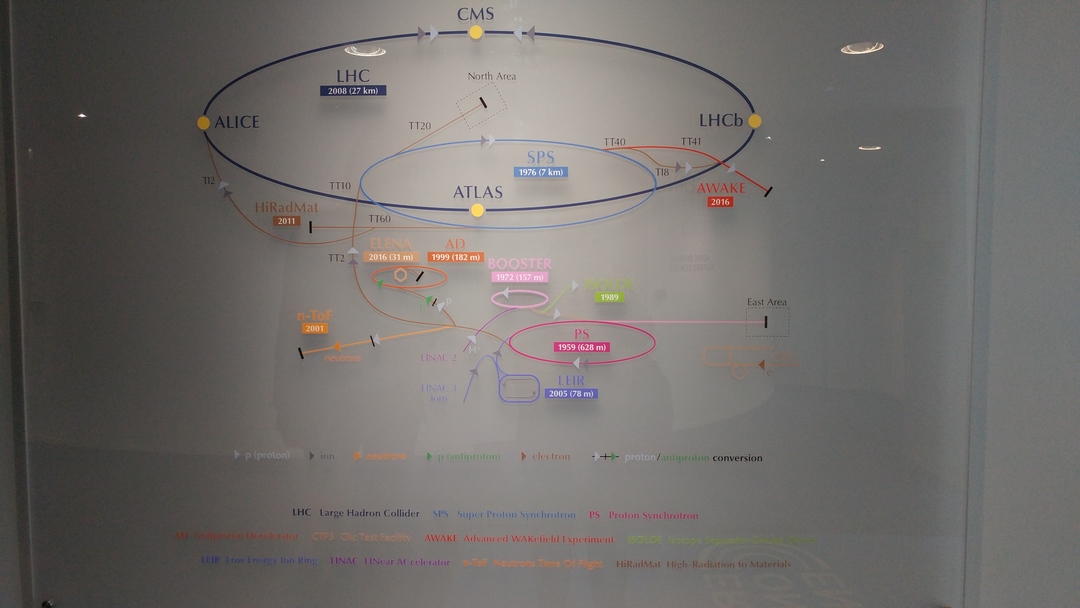 CMS
LHC
2008 (27 km)
North Area
ALICE
LHCb
TT20
TT40
TT41
SPS
1976 (7 km)
TI8
TI2
TT10
ATLAS
AWAKE
2016
HiRadMat
2011
TT60
TT2
ELENA
2016 (31 m)
AD
1999 (182 m)
BOOSTER
1972 (157 m)
1989
p
East Area
n-ToF
2001
neutrons
PS
1959 (628 m)
LINAC 2
LINAC 3
Ions
LEIR
2005 (78 m)
p (proton) ion neutrons p (antiproton) electron proton/antiproton conversion
LHC Large Hadron Collider SPS Super Proton Synchrotron PS Proton Synchrotron
AD Antiproton Decelerator CTF3 Clic Test Facility AWAKE Advanced WAKefield Experiment ISOLDE Isotope Separator
LEIR Low Energy Ion Ring LINAC LINear ACcelerator n-ToF Neutrons Time Of Flight HiRadMat High-Radiation to Materials